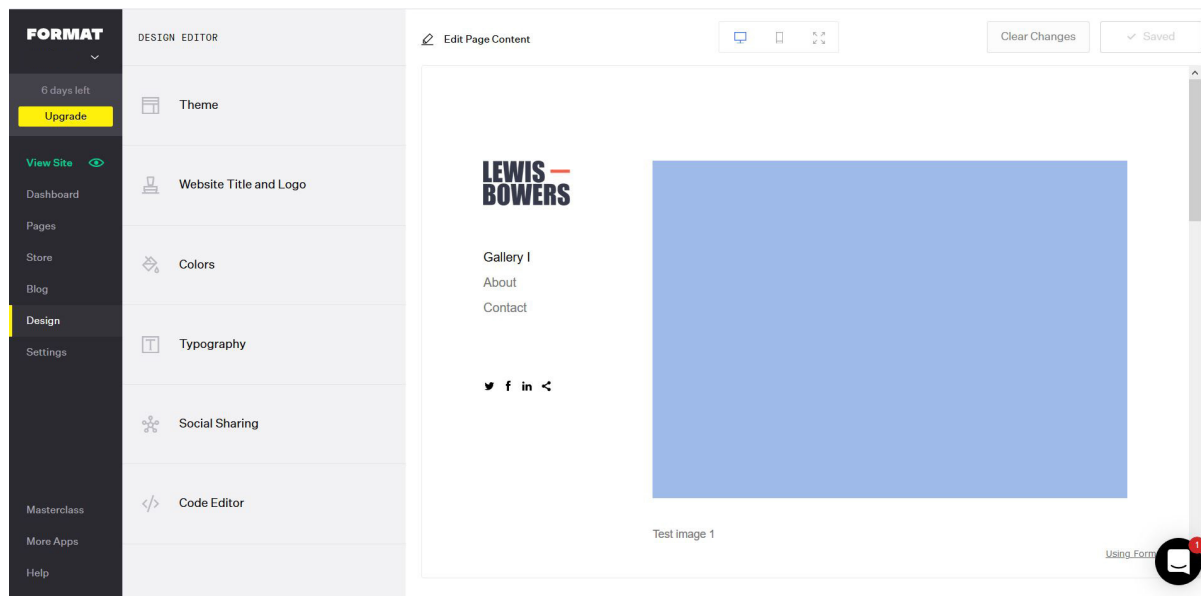 FORMAT
6 days left
Upgrade
View Site
Dashboard
Pages
Store
Blog
Design
Settings
Masterclass
More Apps
Help
DESIGN EDITOR
Theme
Website Title and Logo
Colors
Typography
Social Sharing
Code Editor
Edit Page Content
Clear Changes
Saved
LEWIS—
BOWERS
Gallery I
About
Contact
Test image 1
Using Form
1